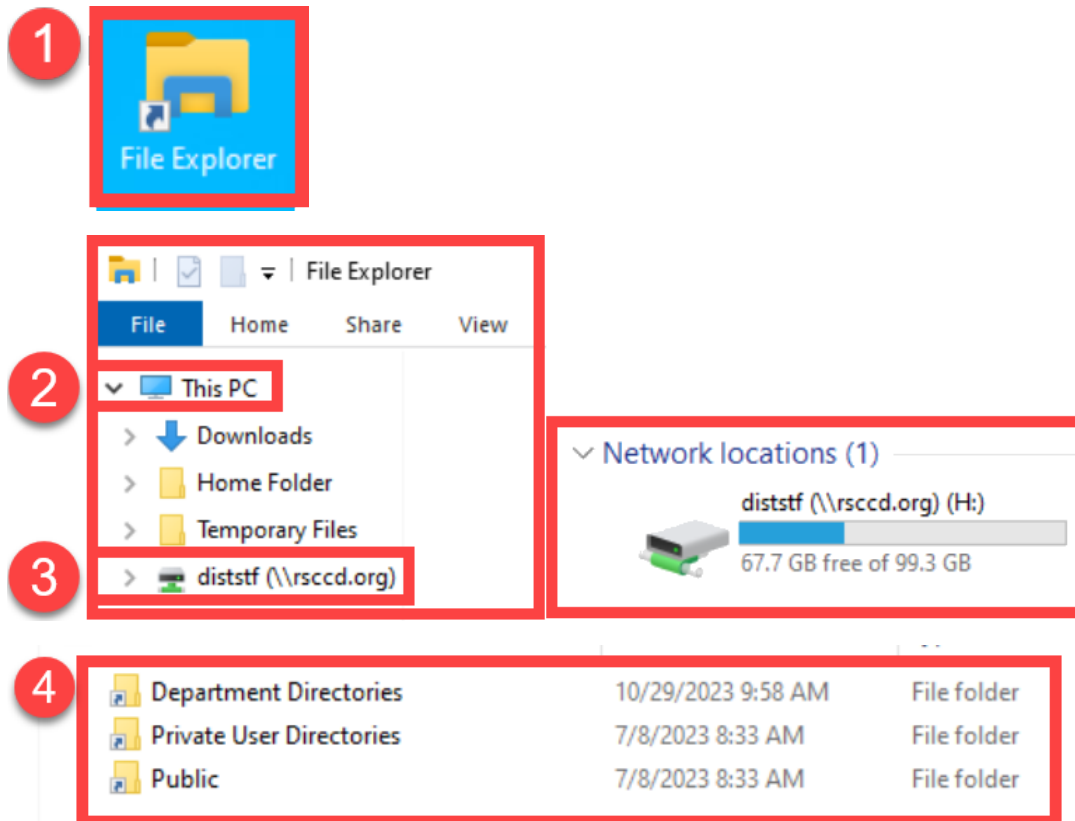 1
File Explorer
File Explorer
File Home Share View
2
This PC
Downloads
Home Folder
Temporary Files
3
diststf (\\rsccd.org)
Network locations (1)
diststf (\\rsccd.org) (H:)
67.7 GB free of 99.3 GB
4
Department Directories 10/29/2023 9:58 AM File folder
Private User Directories 7/8/2023 8:33 AM File folder
Public 7/8/2023 8:33 AM File folder